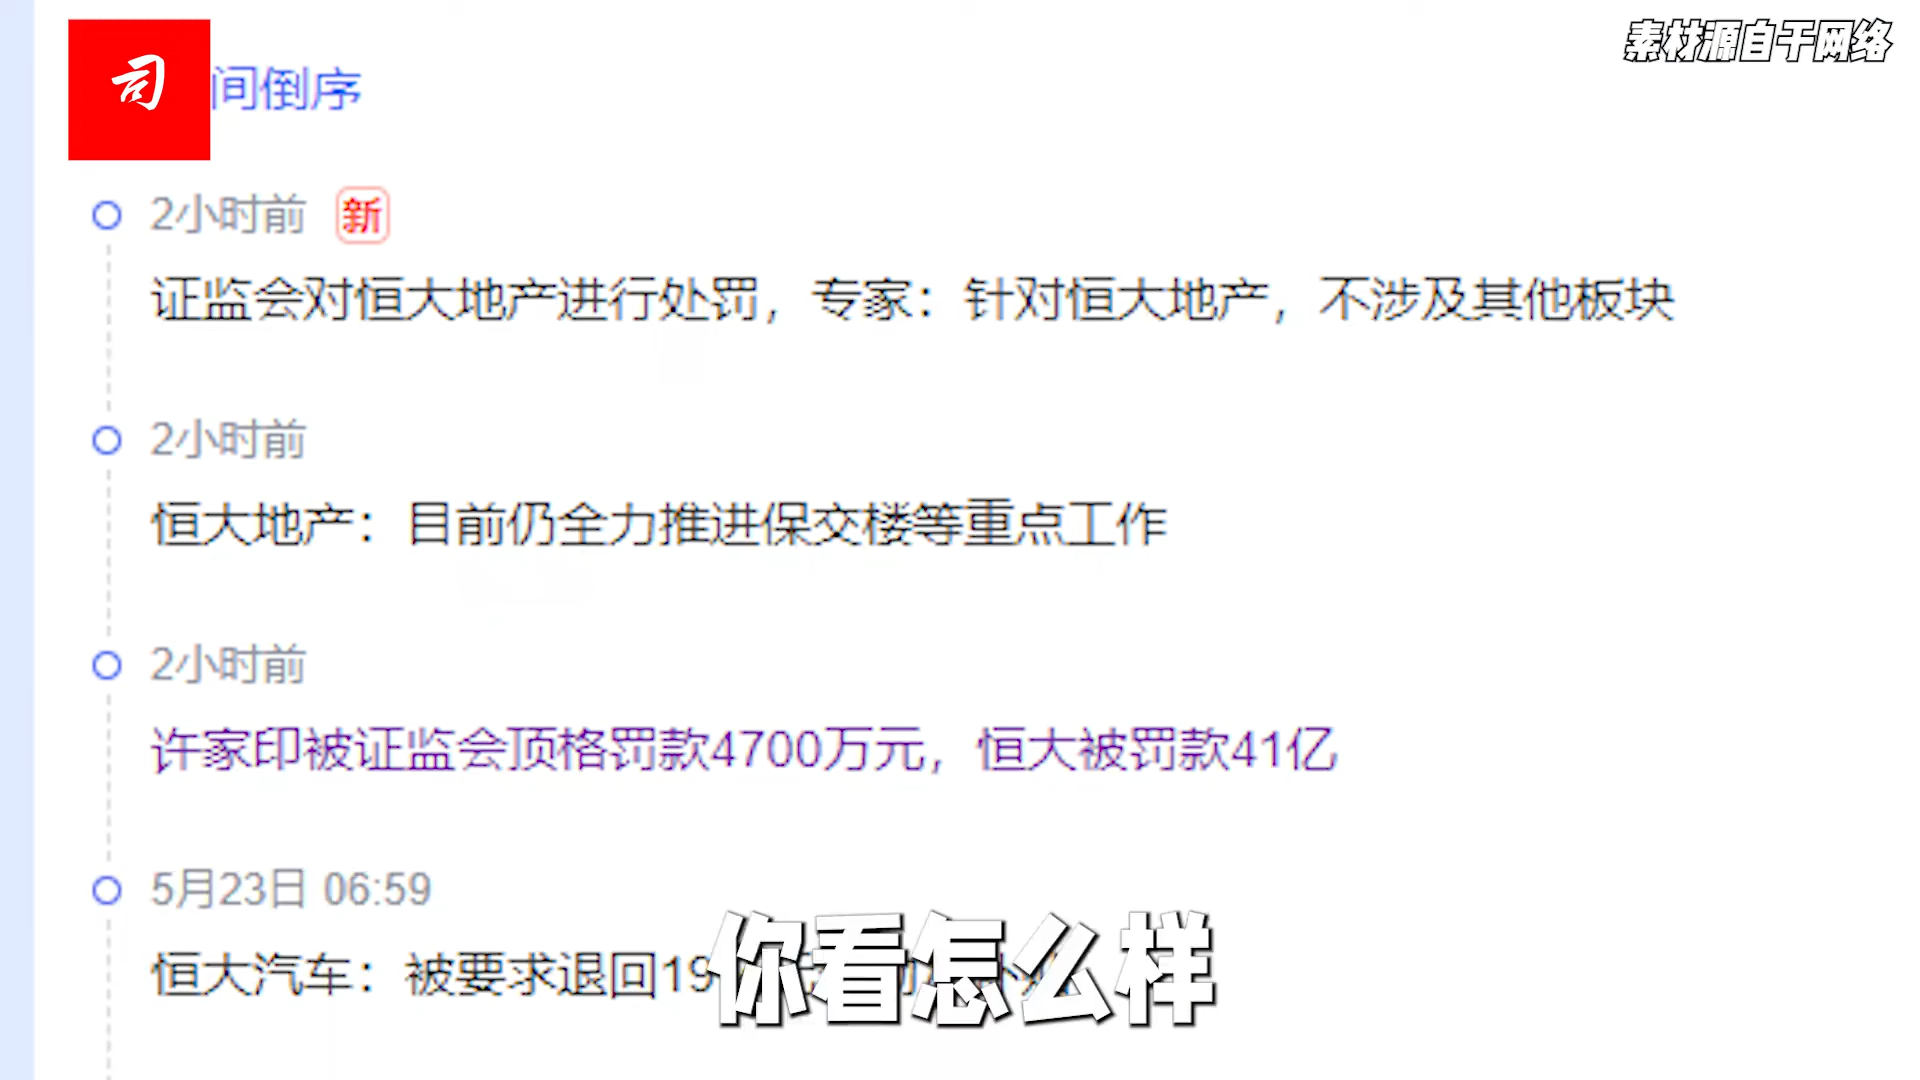 素材源自于网络
司
间倒序
2小时前 新
证监会对恒大地产进行处罚，专家：针对恒大地产，不涉及其他板块
2小时前
恒大地产：目前仍全力推进保交楼等重点工作
2小时前
许家印被证监会顶格罚款4700万元，恒大被罚款41亿
5月23日 06:59
恒大汽车：被要求退回19
你看怎么样